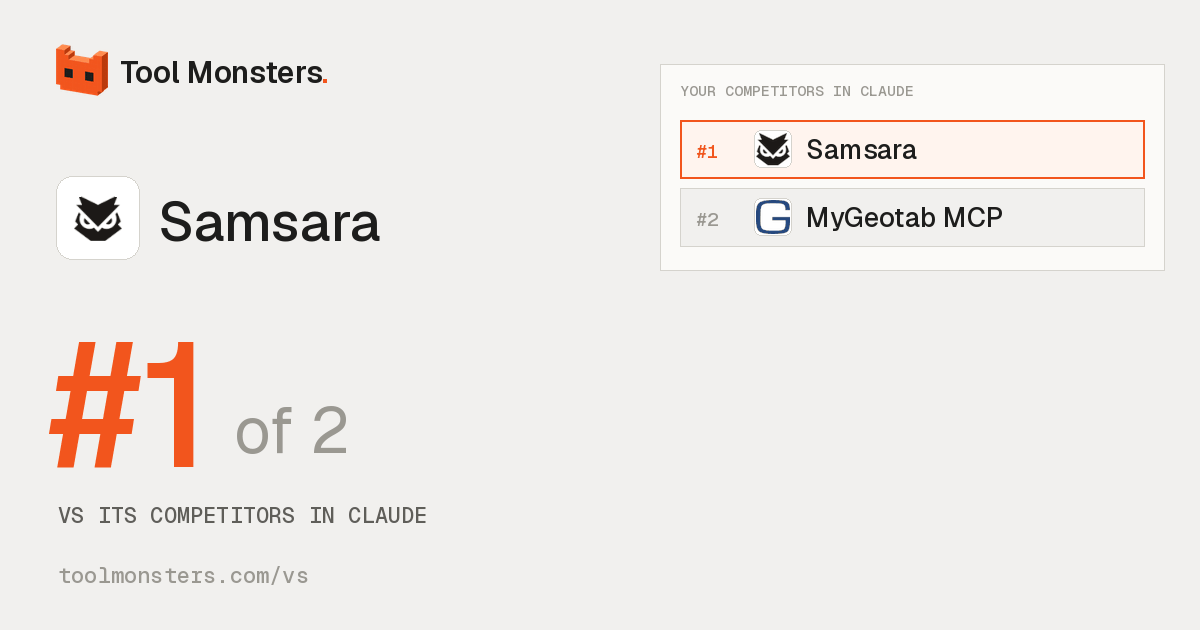 Tool Monsters.
Samsara
#1 of 2
VS ITS COMPETITORS IN CLAUDE
toolmonsters.com/vs
YOUR COMPETITORS IN CLAUDE
#1 Samsara
#2 G MyGeotab MCP